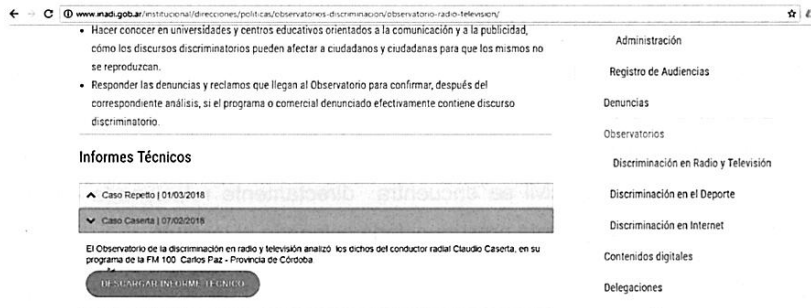 www.inadi.gob.ar/institucional/direcciones/politicas/observatorios-discriminacion/observatorio-radio-television/
• Hacer conocer en universidades y centros educativos orientados a la comunicación y a la publicidad,
cómo los discursos discriminatorios pueden afectar a ciudadanos y ciudadanas para que los mismos no
se reproduzcan.
• Responder las denuncias y reclamos que llegan al Observatorio para confirmar, después del
correspondiente análisis, si el programa o comercial denunciado efectivamente contiene discurso
discriminatorio.
Informes Técnicos
Caso Repetto | 01/03/2018
Caso Caserta | 07/02/2018
El Observatorio de la discriminación en radio y televisión analizó los dichos del conductor radial Claudio Caserta, en su
programa de la FM 100 Carlos Paz - Provincia de Córdoba
DESCARGAR INFORME TÉCNICO
Administración
Registro de Audiencias
Denuncias
Observatorios
Discriminación en Radio y Televisión
Discriminación en el Deporte
Discriminación en Internet
Contenidos digitales
Delegaciones